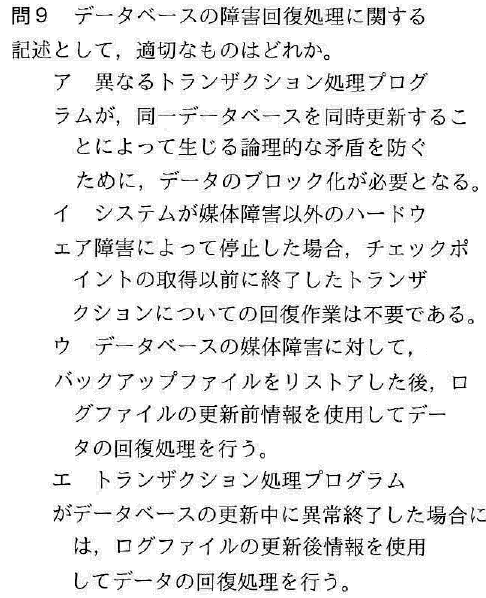 問９　データベースの障害回復処理に関する
記述として，適切なものはどれか。
ア　異なるトランザクション処理プログ
ラムが，同一データベースを同時更新するこ
とによって生じる論理的な矛盾を防ぐ
ために，データのブロック化が必要となる。
イ　システムが媒体障害以外のハードウ
ェア障害によって停止した場合，チェックポ
イントの取得以前に終了したトランザ
クションについての回復作業は不要である。
ウ　データベースの媒体障害に対して，
バックアップファイルをリストアした後，ロ
グファイルの更新前情報を使用してデー
タの回復処理を行う。
エ　トランザクション処理プログラム
がデータベースの更新中に異常終了した場合に
は，ログファイルの更新後情報を使用
してデータの回復処理を行う。